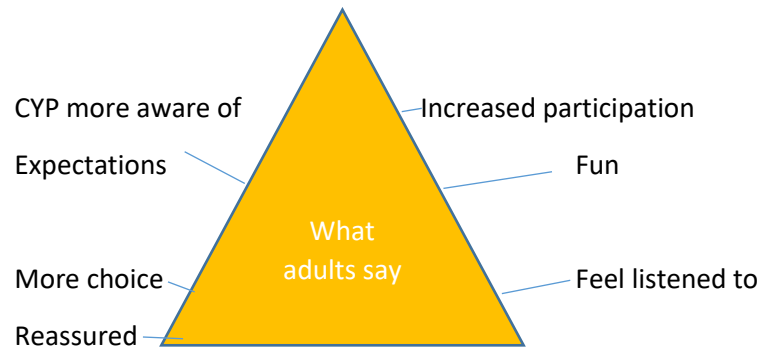 CYP more aware of
Increased participation
Expectations
Fun
What
adults say
More choice
Feel listened to
Reassured